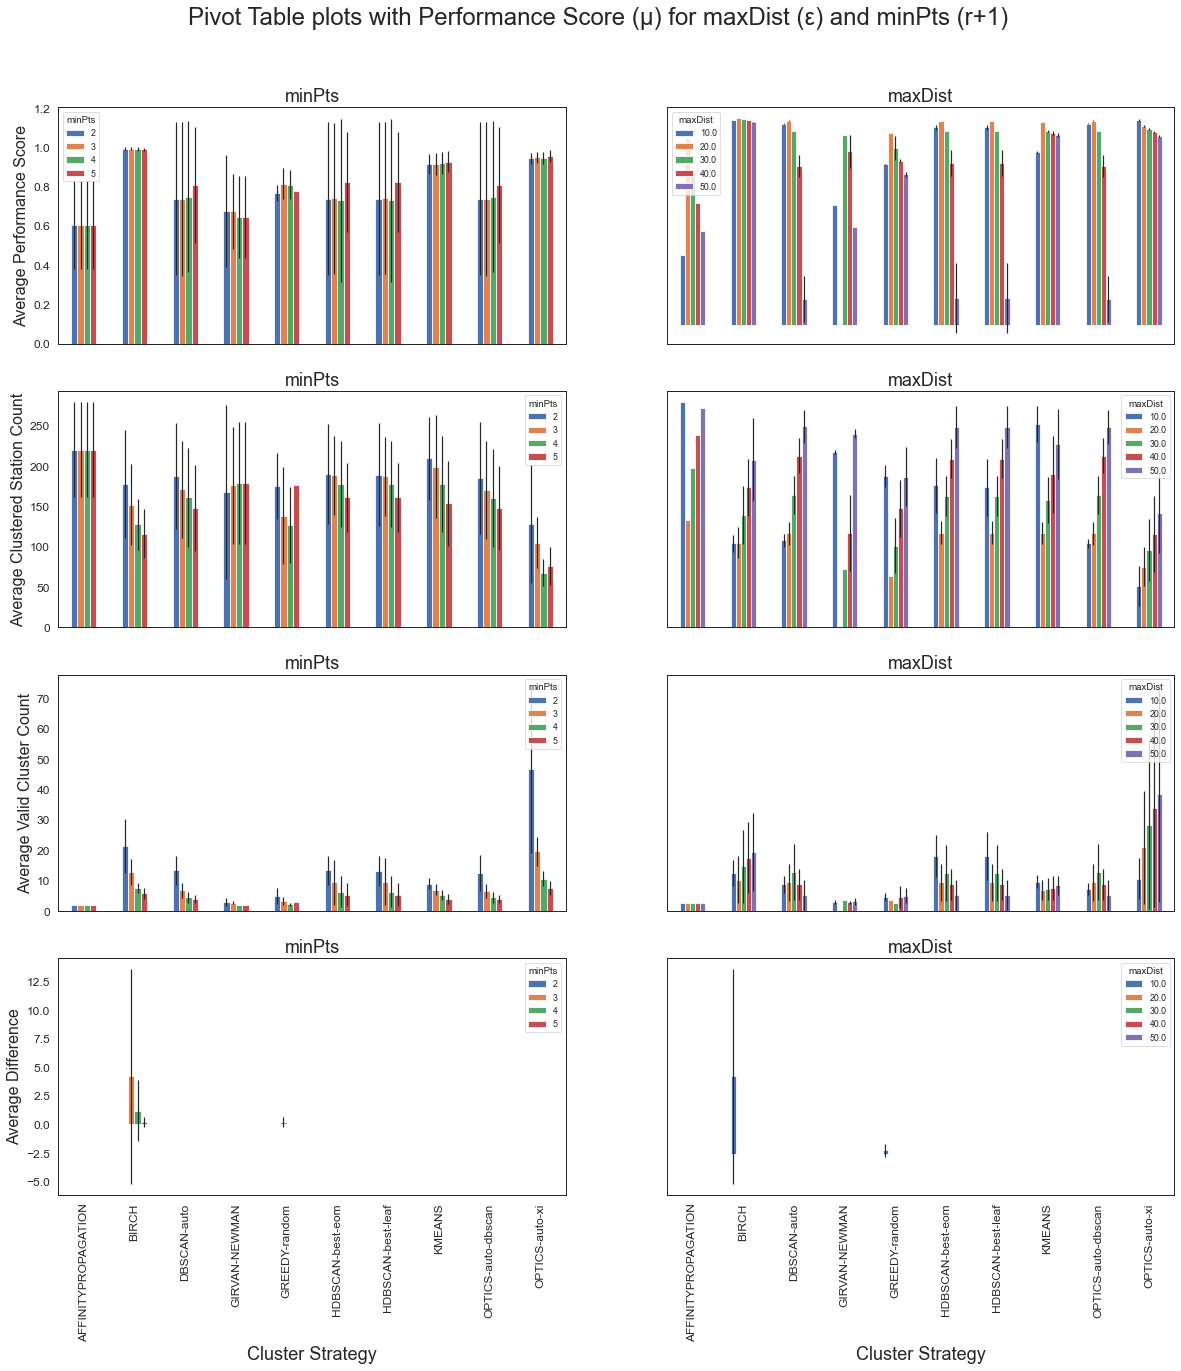 Pivot Table plots with Performance Score (μ) for maxDist (ε) and minPts (r+1)
minPts
maxDist
Average Performance Score
1.2
1.0
0.8
0.6
0.4
0.2
0.0
minPts
2
3
4
5
maxDist
10.0
20.0
30.0
40.0
50.0
minPts
maxDist
Average Clustered Station Count
250
200
150
100
50
0
minPts
2
3
4
5
maxDist
10.0
20.0
30.0
40.0
50.0
minPts
maxDist
Average Valid Cluster Count
70
60
50
40
30
20
10
0
minPts
2
3
4
5
maxDist
10.0
20.0
30.0
40.0
50.0
minPts
maxDist
Average Difference
12.5
10.0
7.5
5.0
2.5
0.0
−2.5
−5.0
minPts
2
3
4
5
maxDist
10.0
20.0
30.0
40.0
50.0
AFFINITYPROPAGATION
BIRCH
DBSCAN-auto
GIRVAN-NEWMAN
GREEDY-random
HDBSCAN-best-eom
HDBSCAN-best-leaf
KMEANS
OPTICS-auto-dbscan
OPTICS-auto-xi
AFFINITYPROPAGATION
BIRCH
DBSCAN-auto
GIRVAN-NEWMAN
GREEDY-random
HDBSCAN-best-eom
HDBSCAN-best-leaf
KMEANS
OPTICS-auto-dbscan
OPTICS-auto-xi
Cluster Strategy
Cluster Strategy